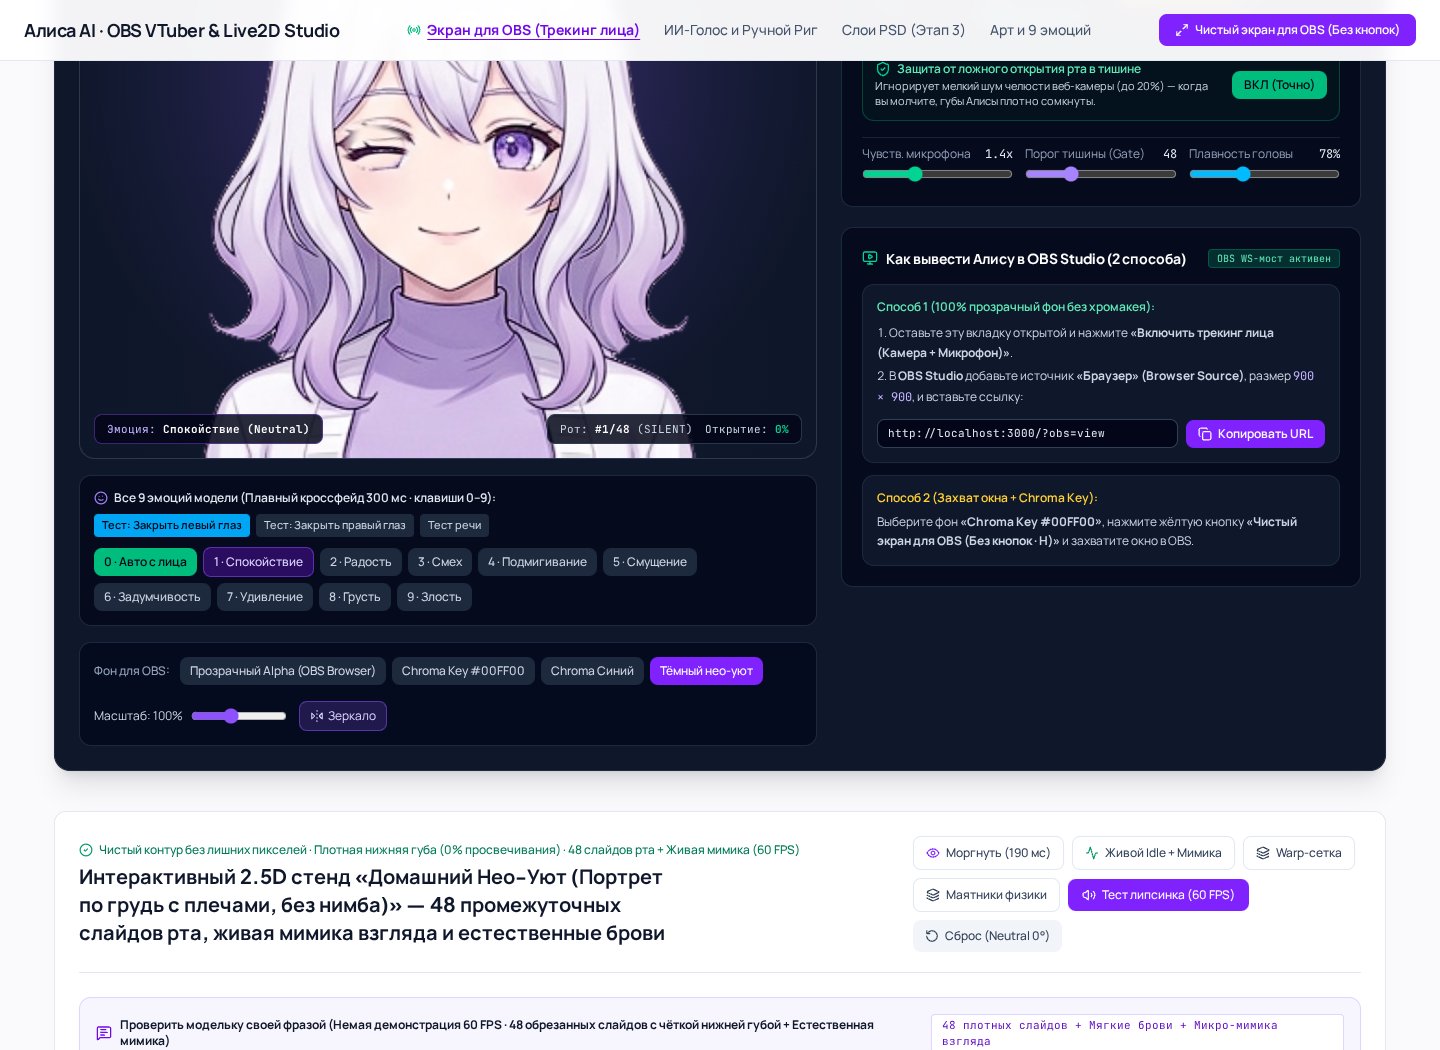 Алиса AI · OBS VTuber & Live2D Studio
Экран для OBS (Трекинг лица)
ИИ-Голос и Ручной Риг
Слои PSD (Этап 3)
Арт и 9 эмоций
Чистый экран для OBS (Без кнопок)
Эмоция: Спокойствие (Neutral)
Рот: #1/48 (SILENT) Открытие: 0%
Все 9 эмоций модели (Плавный кроссфейд 300 мс · клавиши 0–9):
Тест: Закрыть левый глаз
Тест: Закрыть правый глаз
Тест речи
0 · Авто с лица
1 · Спокойствие
2 · Радость
3 · Смех
4 · Подмигивание
5 · Смущение
6 · Задумчивость
7 · Удивление
8 · Грусть
9 · Злость
Фон для OBS:
Прозрачный Alpha (OBS Browser)
Chroma Key #00FF00
Chroma Синий
Тёмный нео-уют
Масштаб: 100%
Зеркало
Защита от ложного открытия рта в тишине
Игнорирует мелкий шум челюсти веб-камеры (до 20%) — когда
вы молчите, губы Алисы плотно сомкнуты.
ВКЛ (Точно)
Чувств. микрофона 1.4x
Порог тишины (Gate) 48
Плавность головы 78%
Как вывести Алису в OBS Studio (2 способа)
OBS WS-мост активен
Способ 1 (100% прозрачный фон без хромакея):
1. Оставьте эту вкладку открытой и нажмите «Включить трекинг лица
(Камера + Микрофон)».
2. В OBS Studio добавьте источник «Браузер» (Browser Source), размер 900
× 900, и вставьте ссылку:
http://localhost:3000/?obs=view
Копировать URL
Способ 2 (Захват окна + Chroma Key):
Выберите фон «Chroma Key #00FF00», нажмите жёлтую кнопку «Чистый
экран для OBS (Без кнопок · H)» и захватите окно в OBS.
Чистый контур без лишних пикселей · Плотная нижняя губа (0% просвечивания) · 48 слайдов рта + Живая мимика (60 FPS)
Интерактивный 2.5D стенд «Домашний Нео-Уют (Портрет
по грудь с плечами, без нимба)» — 48 промежуточных
слайдов рта, живая мимика взгляда и естественные брови
Моргнуть (190 мс)
Живой Idle + Мимика
Warp-сетка
Маятники физики
Тест липсинка (60 FPS)
Сброс (Neutral 0°)
Проверить модельку своей фразой (Немая демонстрация 60 FPS · 48 обрезанных слайдов с чёткой нижней губой + Естественная
мимика)
48 плотных слайдов + Мягкие брови + Микро-мимика
взгляда